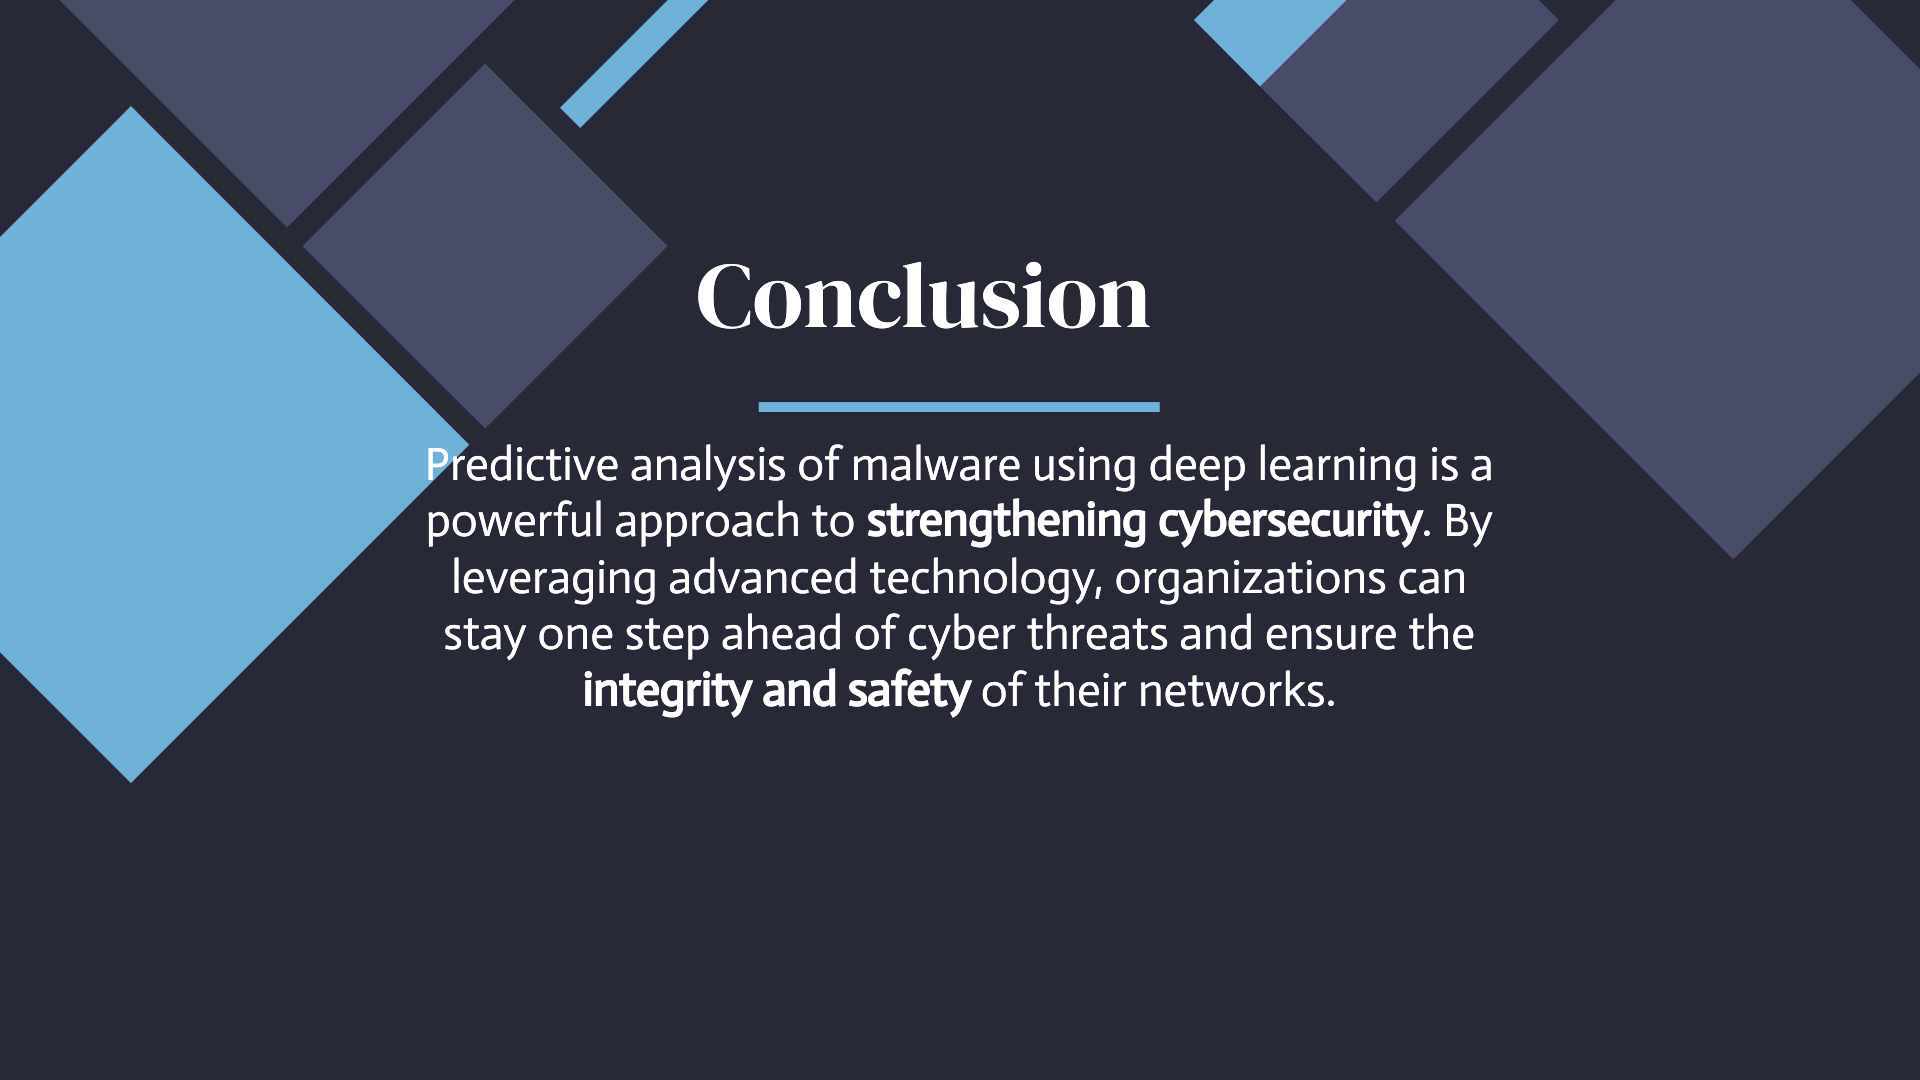 Conclusion
Predictive analysis of malware using deep learning is a
powerful approach to strengthening cybersecurity. By
leveraging advanced technology, organizations can
stay one step ahead of cyber threats and ensure the
integrity and safety of their networks.